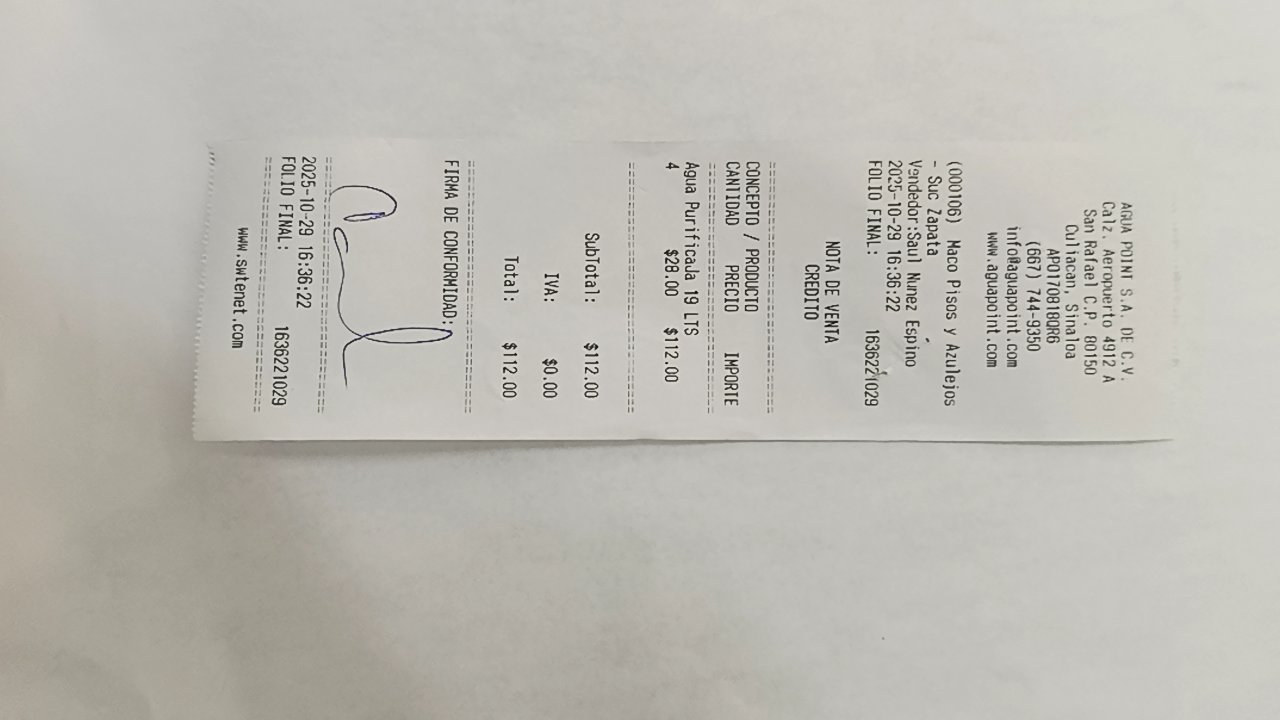 AGUA POINT S.A. DE C.V.
Calz. Aeropuerto 4912 A
San Rafael C.P. 80150
Culiacan, Sinaloa
APO170818QR6
(667) 744-9350
info@aguapoint.com
www.aguapoint.com
(000106) Maco Pisos y Azulejos
- Suc Zapata
Vendedor:Saul Nunez Espino
2025-10-29 16:36:22
FOLIO FINAL: 1636221029
NOTA DE VENTA
CREDITO
==============================
CONCEPTO / PRODUCTO
CANTIDAD PRECIO IMPORTE
==============================
Agua Purificada 19 LTS
4 $28.00 $112.00
==============================
SubTotal: $112.00
IVA: $0.00
Total: $112.00
==============================
FIRMA DE CONFORMIDAD:
==============================
2025-10-29 16:36:22
FOLIO FINAL: 1636221029
==============================
www.swtenet.com